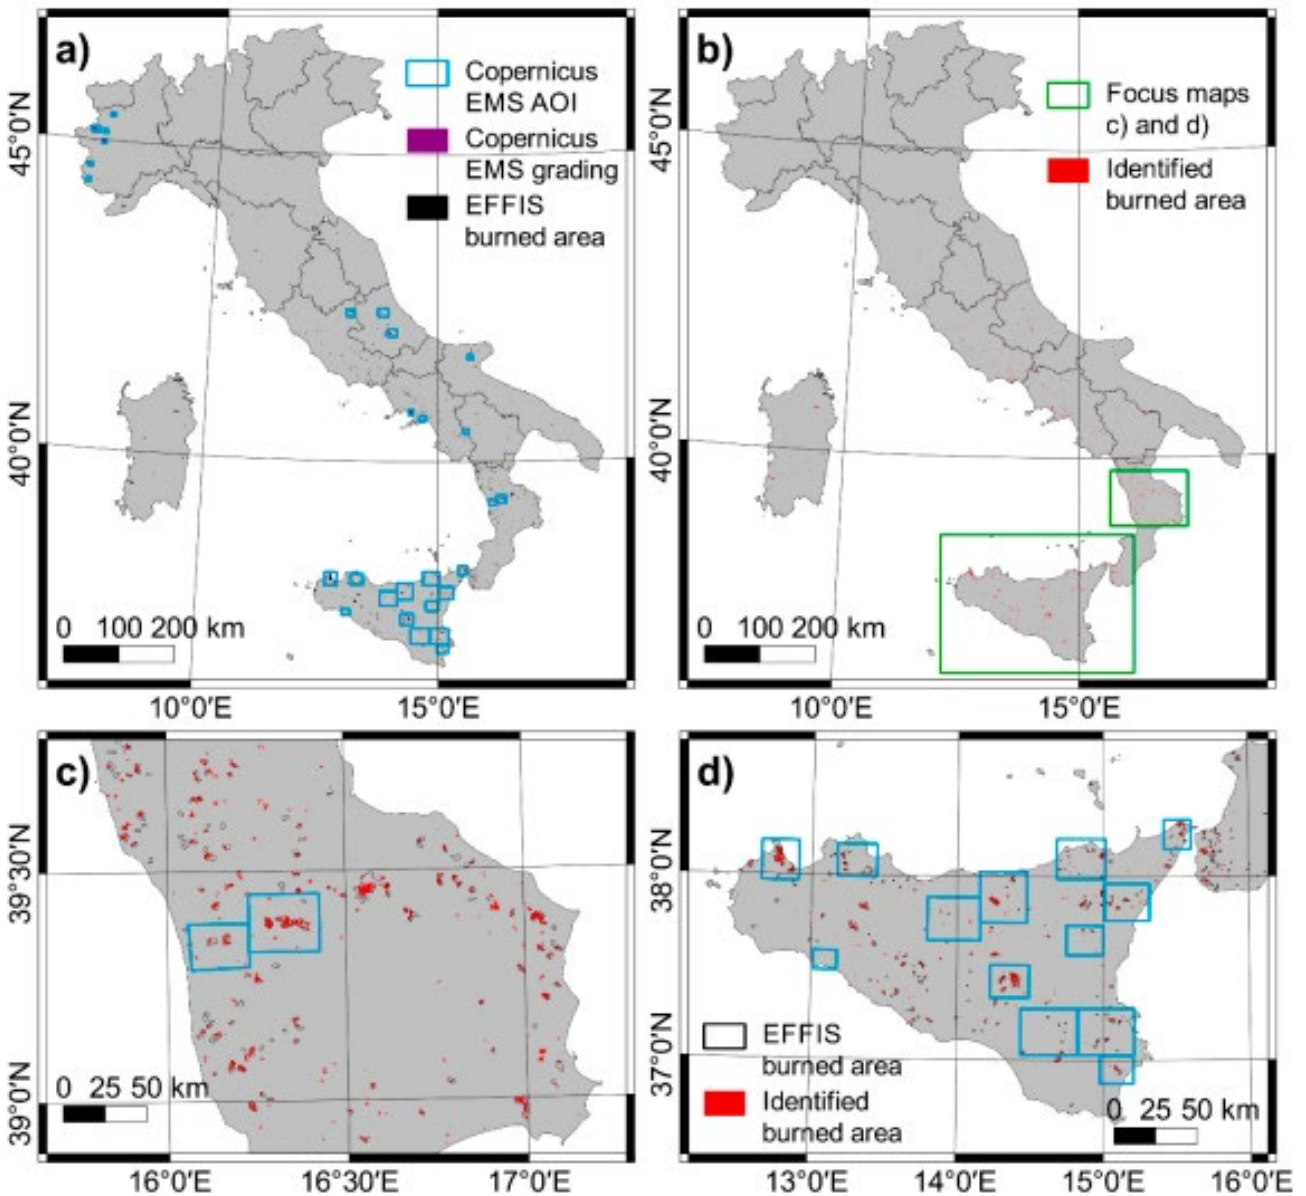 a)
Copernicus
EMS AOI
Copernicus
EMS grading
EFFIS
burned area
45°0'N
40°0'N
0 100 200 km
10°0'E 15°0'E
b)
Focus maps
c) and d)
Identified
burned area
45°0'N
40°0'N
0 100 200 km
10°0'E 15°0'E
c)
39°30'N
39°0'N
0 25 50 km
16°0'E 16°30'E 17°0'E
d)
38°0'N
37°0'N
EFFIS
burned area
Identified
burned area
0 25 50 km
13°0'E 14°0'E 15°0'E 16°0'E